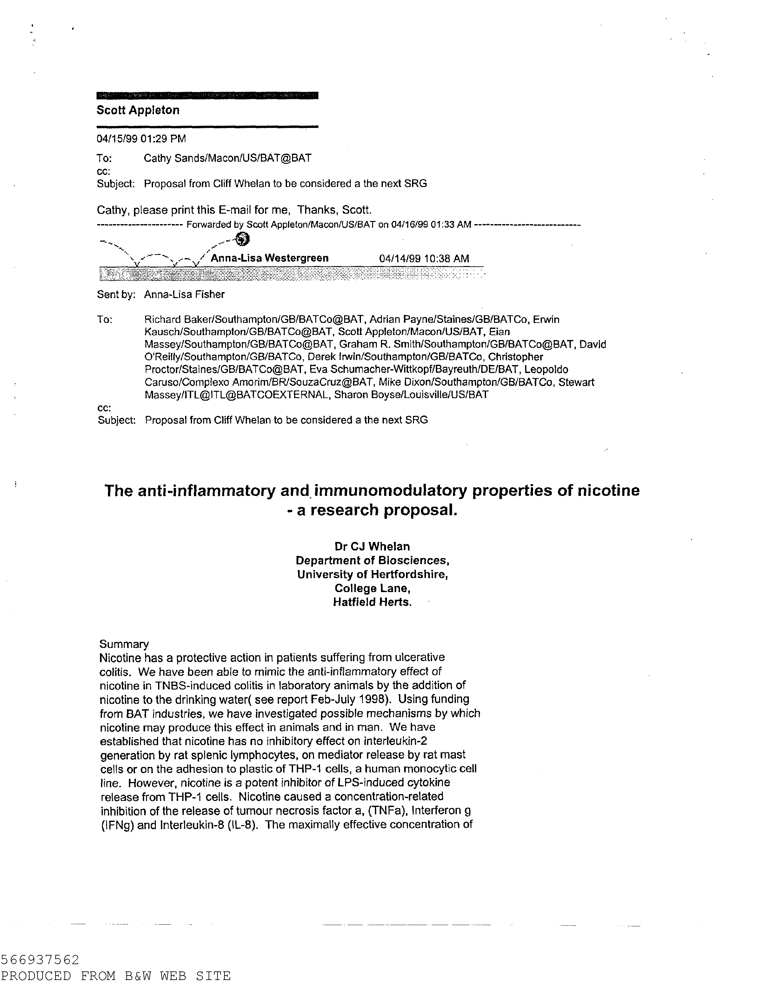 Scott Appleton
04/15/99 01:29 PM
To: Cathy Sands/Macon/US/BAT@BAT
cc:
Subject: Proposal from Cliff Whelan to be considered a the next SRG
Cathy, please print this E-mail for me, Thanks, Scott.
---------------------- Forwarded by Scott Appleton/Macon/US/BAT on 04/16/99 01:33 AM ---------------------------
Anna-Lisa Westergreen 04/14/99 10:38 AM
Sent by: Anna-Lisa Fisher
To: Richard Baker/Southampton/GB/BATCo@BAT, Adrian Payne/Staines/GB/BATCo, Erwin
Kausch/Southampton/GB/BATCo@BAT, Scott Appleton/Macon/US/BAT, Eian
Massey/Southampton/GB/BATCo@BAT, Graham R. Smith/Southampton/GB/BATCo@BAT, David
O'Reilly/Southampton/GB/BATCo, Derek Irwin/Southampton/GB/BATCo, Christopher
Proctor/Staines/GB/BATCo@BAT, Eva Schumacher-Wittkopf/Bayreuth/DE/BAT, Leopoldo
Caruso/Complexo Amorim/BR/SouzaCruz@BAT, Mike Dixon/Southampton/GB/BATCo, Stewart
Massey/ITL@ITL@BATCOEXTERNAL, Sharon Boyse/Louisville/US/BAT
cc:
Subject: Proposal from Cliff Whelan to be considered a the next SRG
The anti-inflammatory and immunomodulatory properties of nicotine
- a research proposal.
Dr CJ Whelan
Department of Biosciences,
University of Hertfordshire,
College Lane,
Hatfield Herts.
Summary
Nicotine has a protective action in patients suffering from ulcerative
colitis. We have been able to mimic the anti-inflammatory effect of
nicotine in TNBS-induced colitis in laboratory animals by the addition of
nicotine to the drinking water( see report Feb-July 1998). Using funding
from BAT industries, we have investigated possible mechanisms by which
nicotine may produce this effect in animals and in man. We have
established that nicotine has no inhibitory effect on interleukin-2
generation by rat splenic lymphocytes, on mediator release by rat mast
cells or on the adhesion to plastic of THP-1 cells, a human monocytic cell
line. However, nicotine is a potent inhibitor of LPS-induced cytokine
release from THP-1 cells. Nicotine caused a concentration-related
inhibition of the release of tumour necrosis factor a, (TNFa), Interferon g
(IFNg) and Interleukin-8 (IL-8). The maximally effective concentration of
566937562
PRODUCED FROM B&W WEB SITE